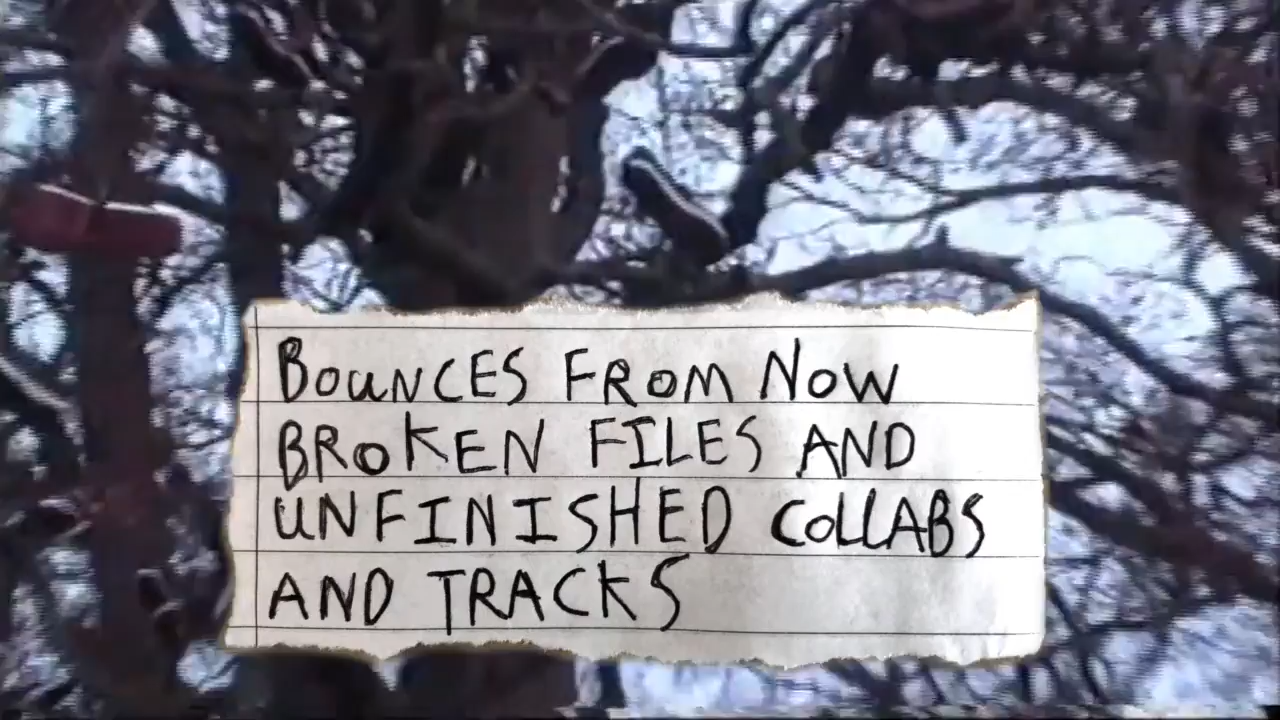 BOUNCES FROM NOW
BROKEN FILES AND
UNFINISHED COLLABS
AND TRACKS